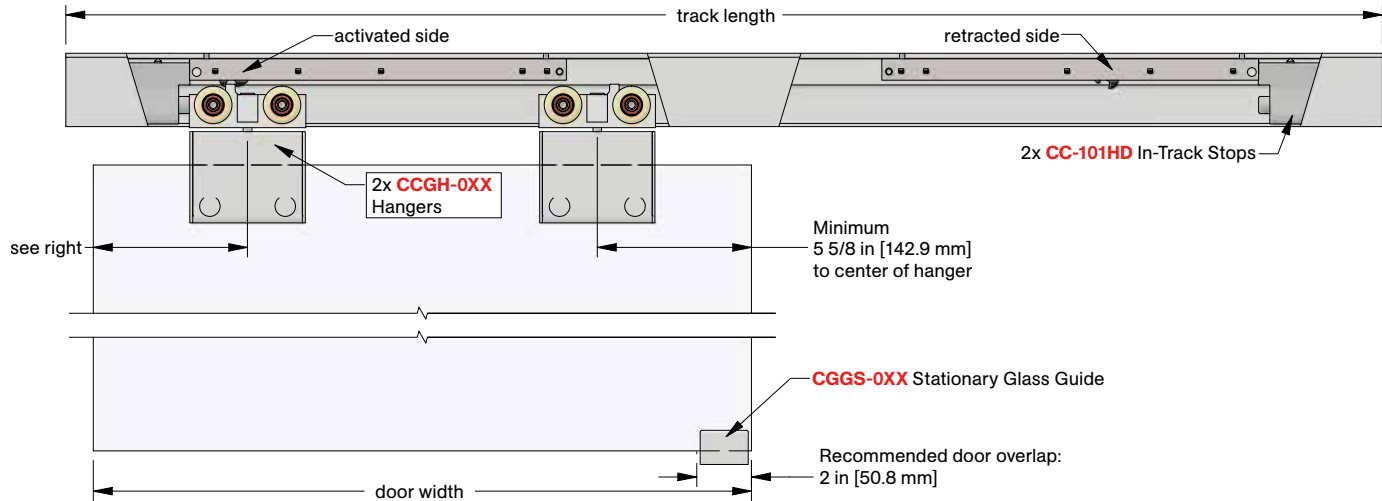 track length
activated side
retracted side
2x CC-101HD In-Track Stops
2x CCGH-0XX
Hangers
see right
Minimum
5 5/8 in [142.9 mm]
to center of hanger
CGGS-0XX Stationary Glass Guide
Recommended door overlap:
2 in [50.8 mm]
door width